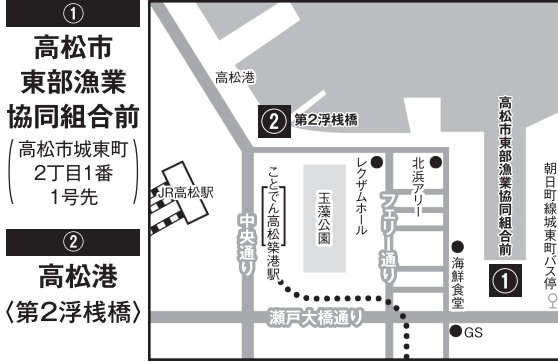 ①
高松市
東部漁業
協同組合前
(高松市城東町
2丁目1番
1号先)
②
高松港
〈第2浮桟橋〉
高松港
② 第2浮桟橋
JR高松駅
ことでん高松築港駅
中央通り
玉藻公園
レクザムホール
フェリー通り
北浜アリー
海鮮食堂
高松市東部漁業協同組合前
①
朝日町線城東町バス停
瀬戸大橋通り
GS